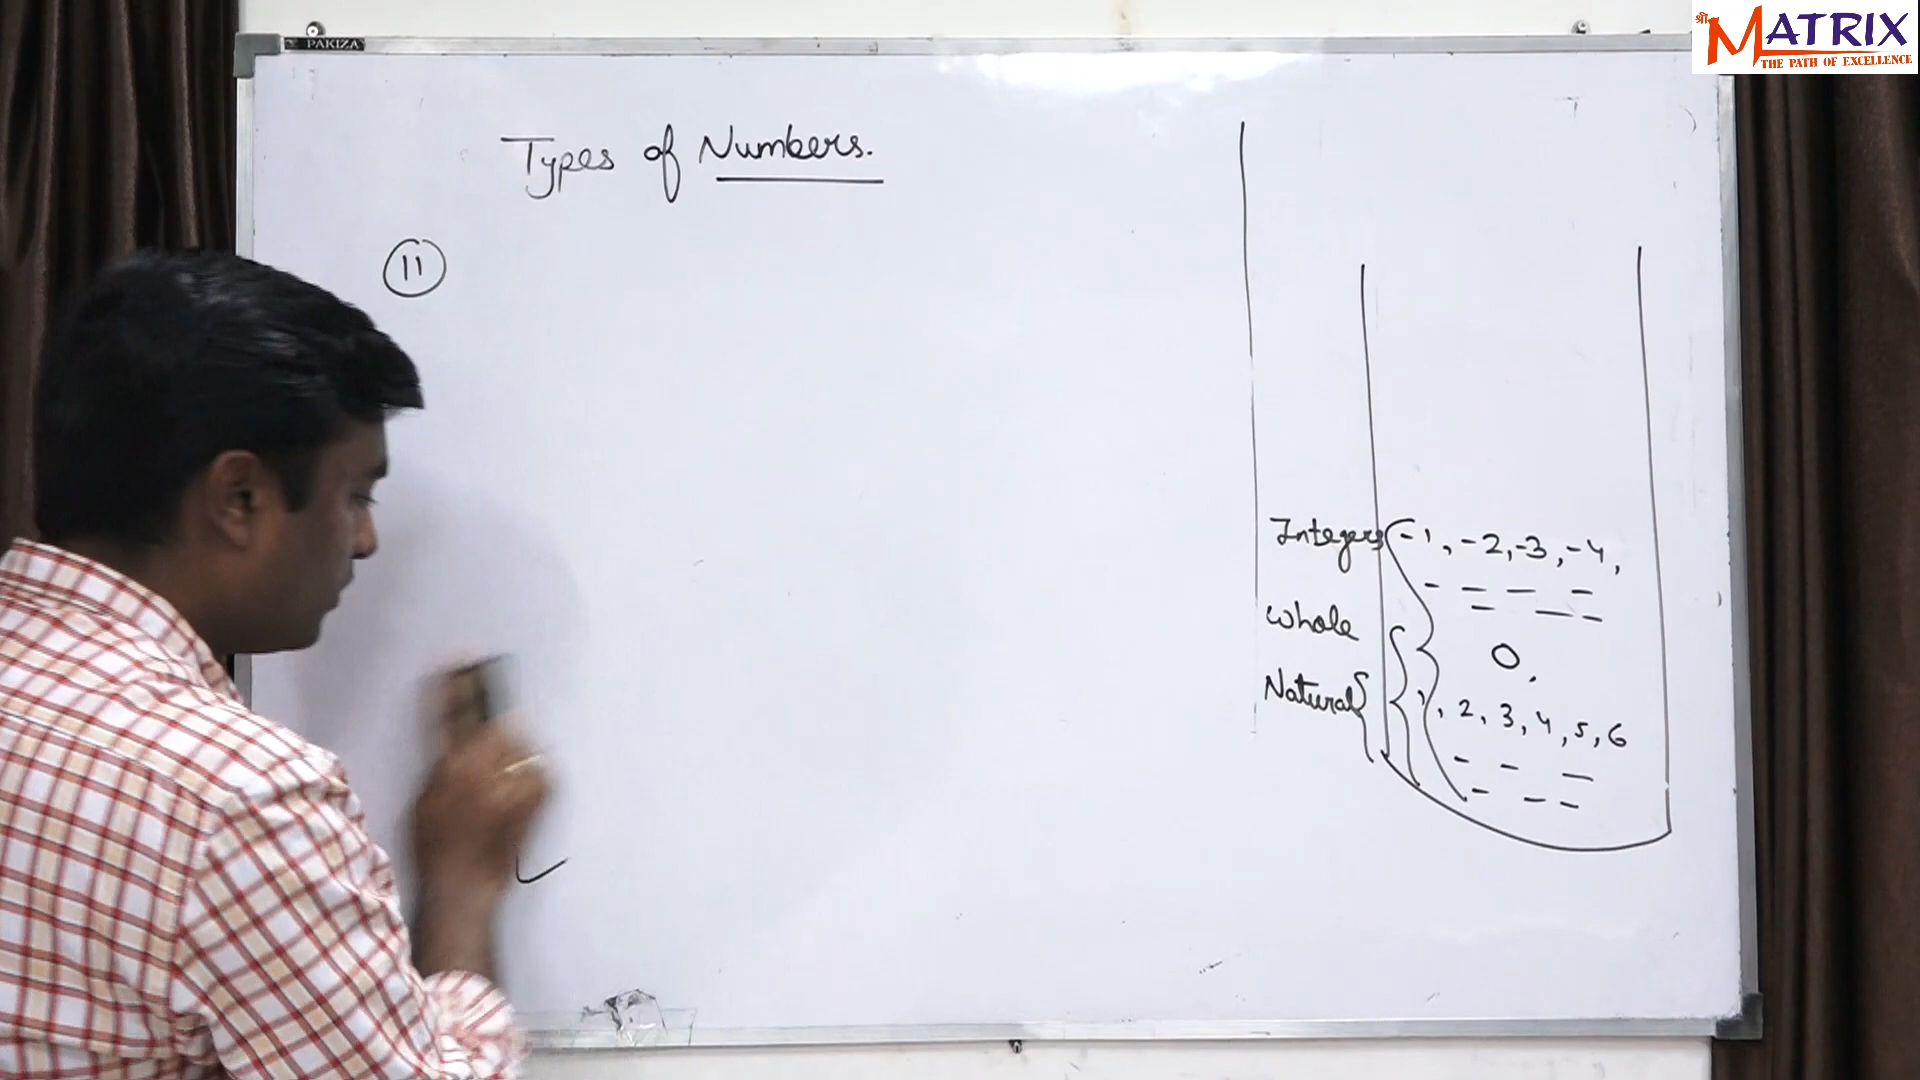 PAKIZA
श्री MATRIX
THE PATH OF EXCELLENCE
Types of Numbers.
11
Integers -1, -2, -3, -4,
Whole 0,
Natural 1, 2, 3, 4, 5, 6